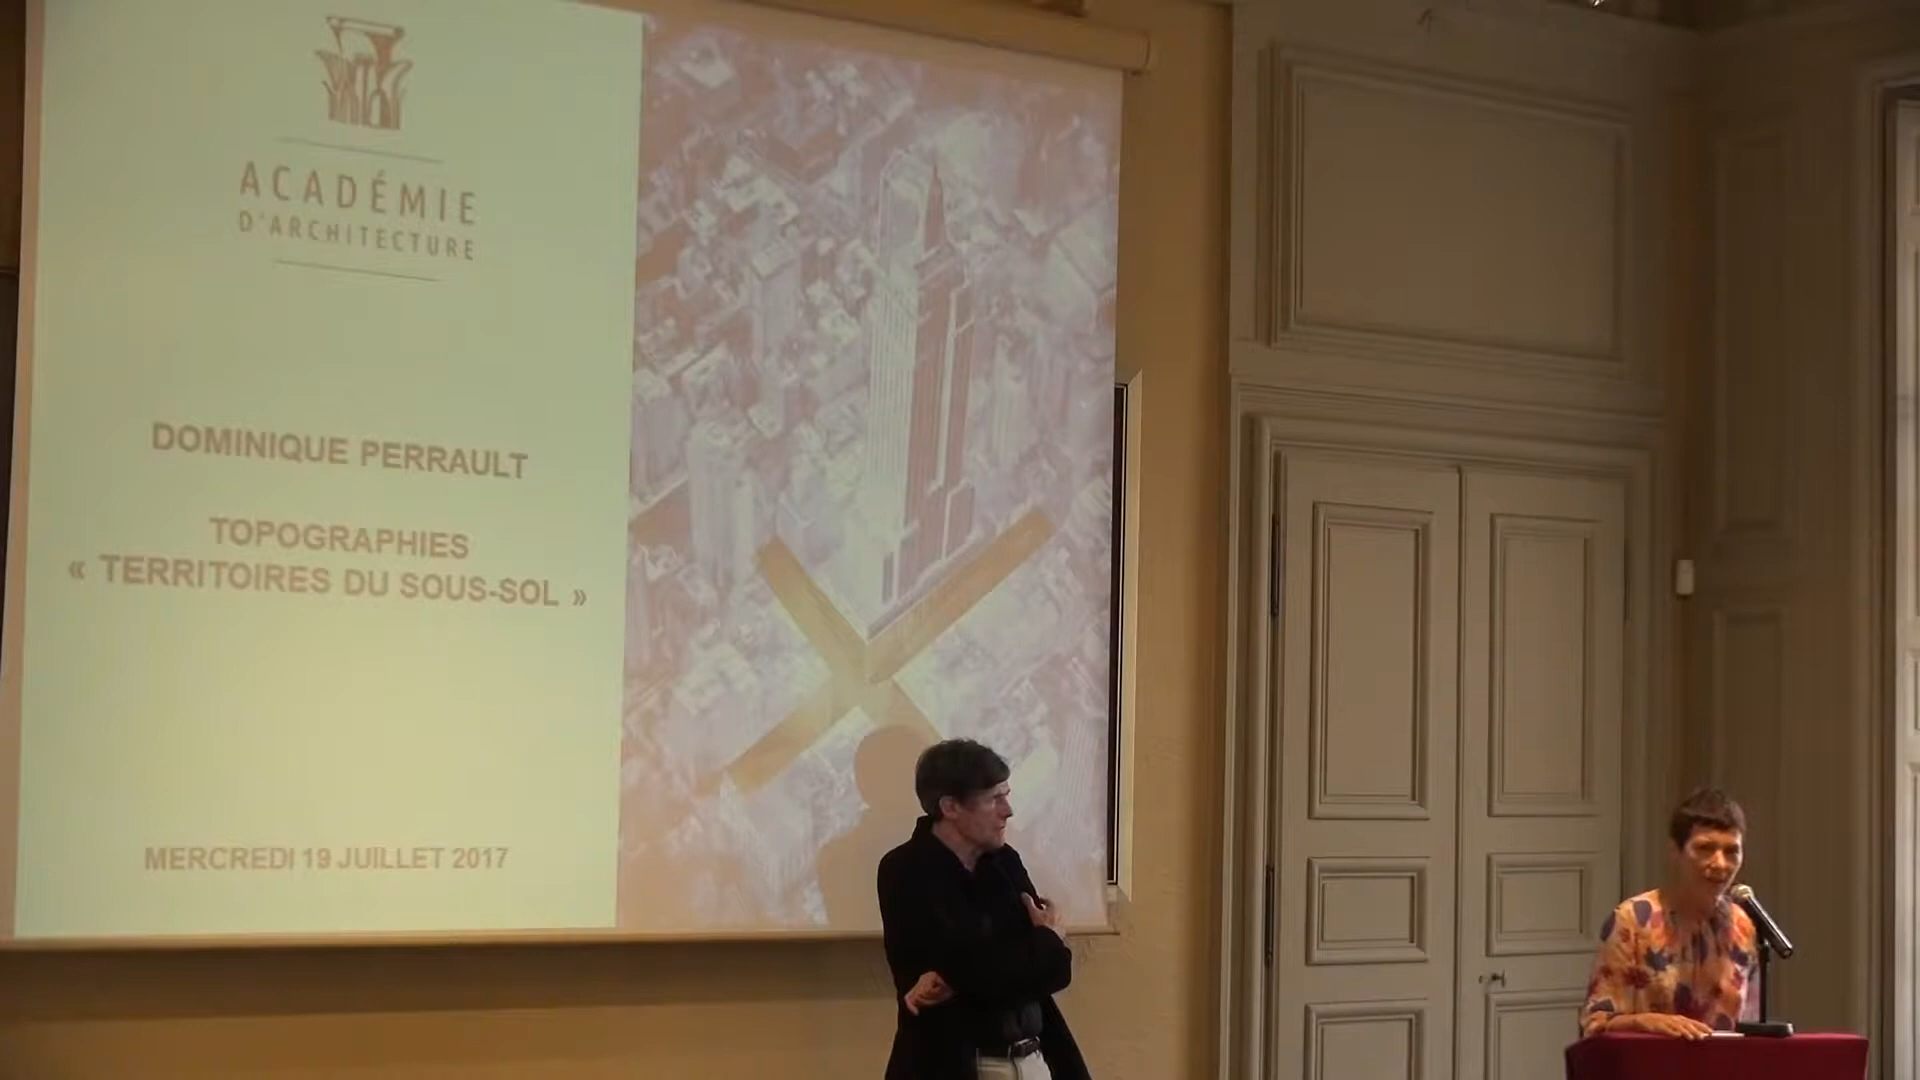 ACADÉMIE
D'ARCHITECTURE
DOMINIQUE PERRAULT
TOPOGRAPHIES
« TERRITOIRES DU SOUS-SOL »
MERCREDI 19 JUILLET 2017